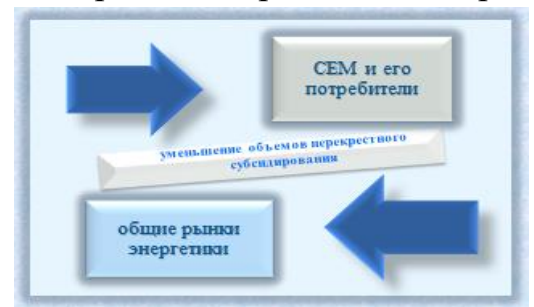 СЕМ и его
потребители
уменьшение объемов перекрестного
субсидирования
общие рынки
энергетики